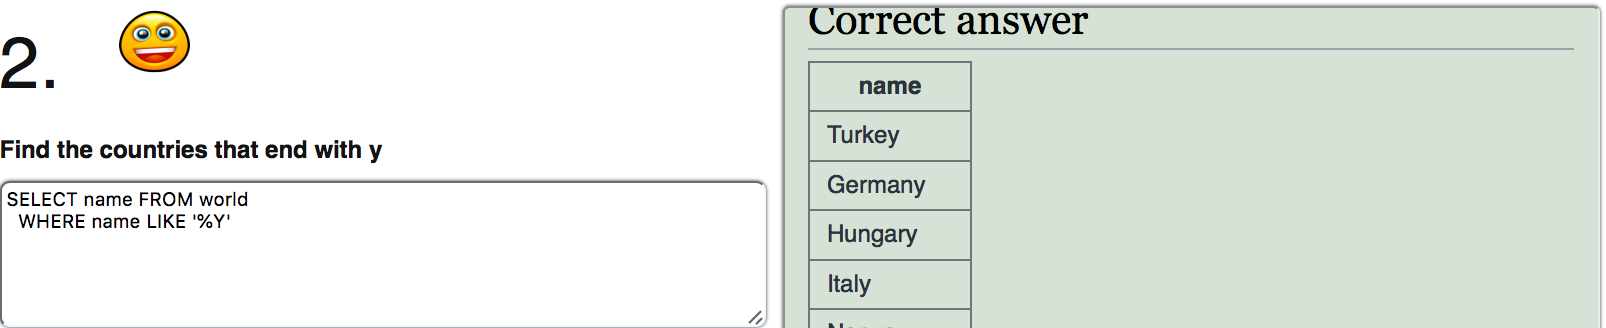 2.
Find the countries that end with y
SELECT name FROM world
WHERE name LIKE '%Y'
Correct answer
name
Turkey
Germany
Hungary
Italy